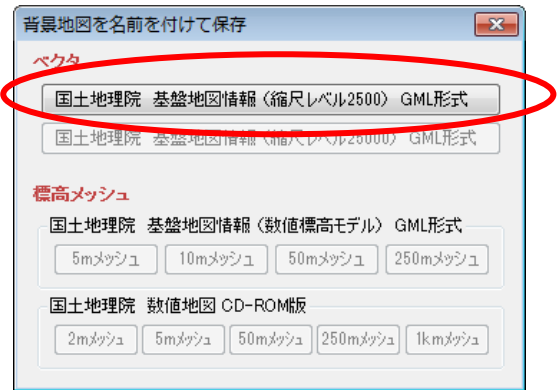 背景地図を名前を付けて保存
ベクタ
国土地理院 基盤地図情報（縮尺レベル2500） GML形式
国土地理院 基盤地図情報（縮尺レベル25000） GML形式
標高メッシュ
国土地理院 基盤地図情報（数値標高モデル） GML形式
5mメッシュ 10mメッシュ 50mメッシュ 250mメッシュ
国土地理院 数値地図 CD-ROM版
2mメッシュ 5mメッシュ 50mメッシュ 250mメッシュ 1kmメッシュ